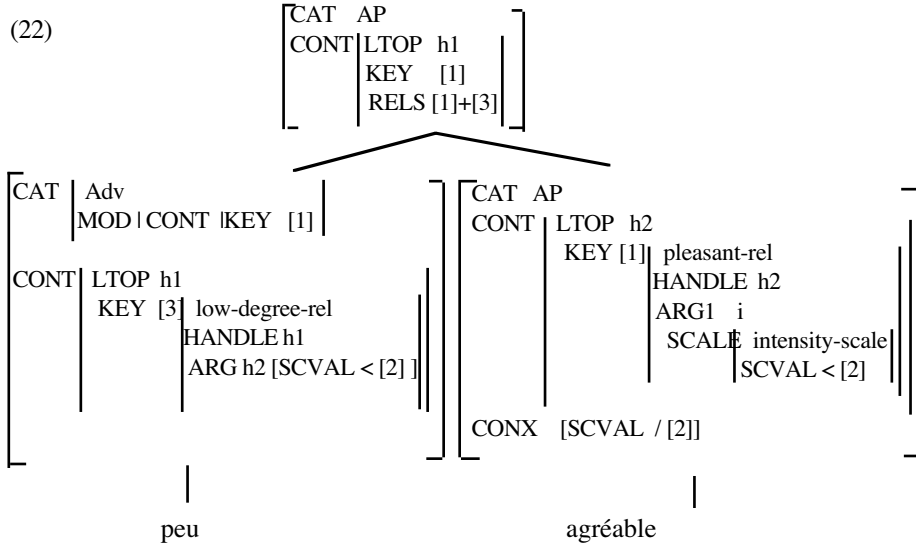 (22)
CAT AP
CONT LTOP h1
KEY [1]
RELS [1]+[3]
CAT Adv
MOD | CONT |KEY [1]
CONT LTOP h1
KEY [3] low-degree-rel
HANDLE h1
ARG h2 [SCVAL < [2] ]
CAT AP
CONT LTOP h2
KEY [1] pleasant-rel
HANDLE h2
ARG1 i
SCALE intensity-scale
SCVAL < [2]
CONX [SCVAL / [2]]
peu
agréable